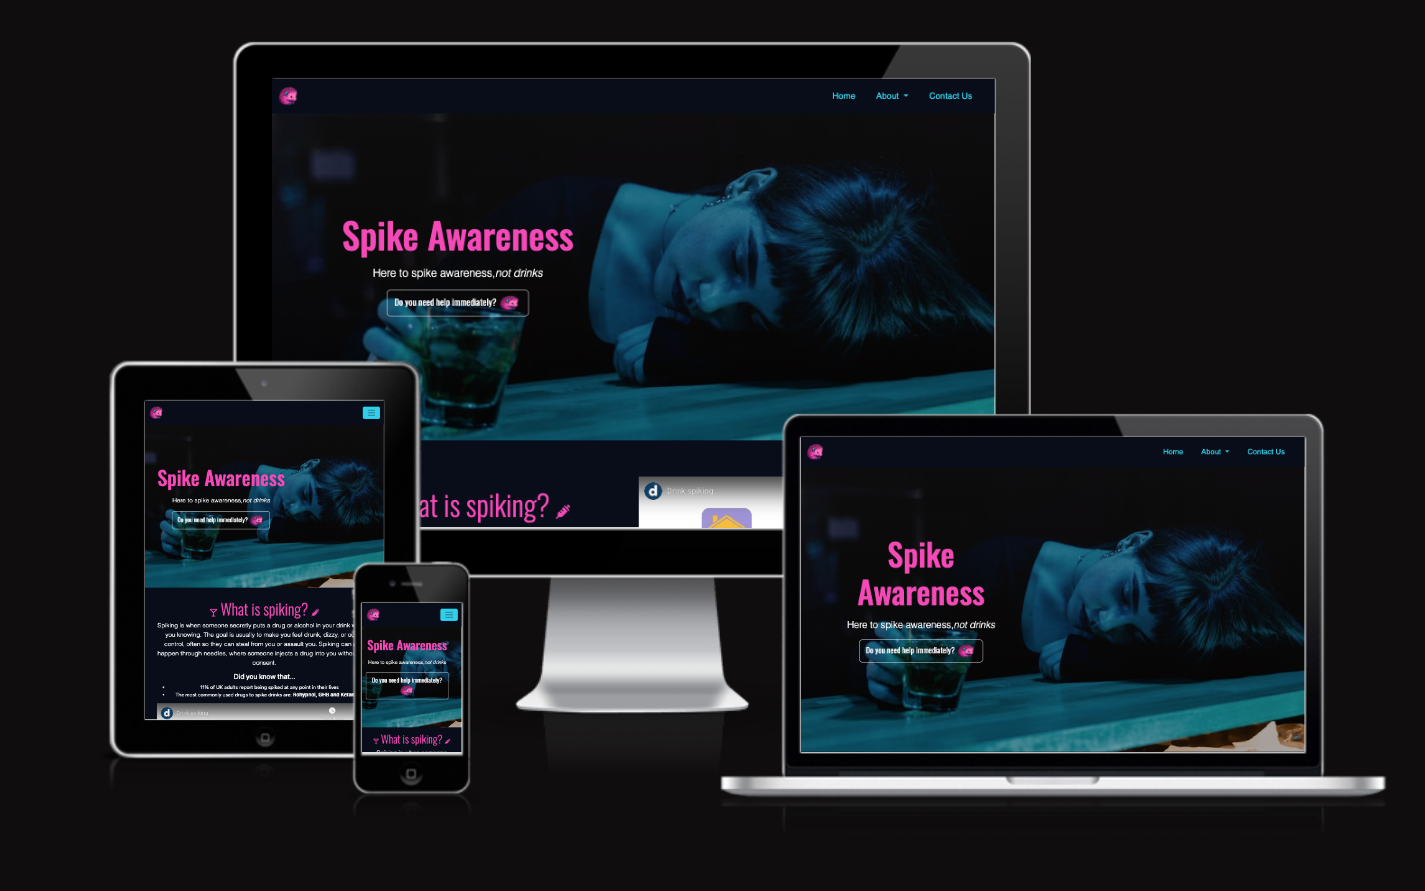 Home About Contact Us
Spike Awareness
Here to spike awareness,not drinks
Do you need help immediately?
at is spiking?
d Drink spiking
Spike Awareness
Here to spike awareness,not drinks
Do you need help immediately?
What is spiking?
Spiking is when someone secretly puts a drug or alcohol in your drink
you knowing. The goal is usually to make you feel drunk, dizzy, or
control, often so they can steal from you or assault you. Spiking can
happen through needles, where someone injects a drug into you
consent.
Did you know that...
11% of UK adults report being spiked at any point in their lives
The most commonly used drugs to spike drinks are: Rohypnol, GHB and
d Drink spiking
Spike Awareness
Here to spike awareness,not drinks
Do you need help immediately?
What is spiking?
Home About Contact Us
Spike
Awareness
Here to spike awareness,not drinks
Do you need help immediately?